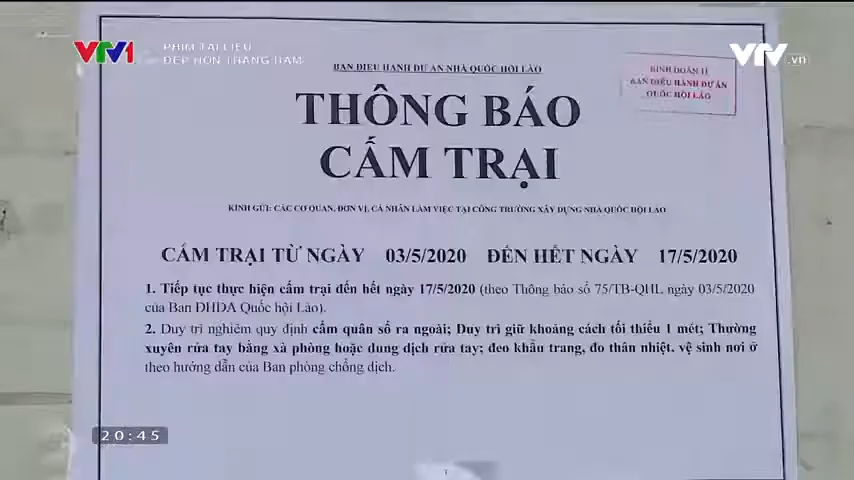 VTV1
PHIM TÀI LIỆU
ĐẸP HƠN TRĂNG RẰM
VTV.vn
BAN ĐIỀU HÀNH DỰ ÁN NHÀ QUỐC HỘI LÀO
BINH ĐOÀN 11
BAN ĐIỀU HÀNH DỰ ÁN
QUỐC HỘI LÀO
THÔNG BÁO
CẤM TRẠI
KÍNH GỬI: CÁC CƠ QUAN, ĐƠN VỊ, CÁ NHÂN LÀM VIỆC TẠI CÔNG TRƯỜNG XÂY DỰNG NHÀ QUỐC HỘI LÀO
CẤM TRẠI TỪ NGÀY 03/5/2020 ĐẾN HẾT NGÀY 17/5/2020
1. Tiếp tục thực hiện cấm trại đến hết ngày 17/5/2020 (theo Thông báo số 75/TB-QHL ngày 03/5/2020
của Ban ĐHDA Quốc hội Lào).
2. Duy trì nghiêm quy định cấm quân số ra ngoài; Duy trì giữ khoảng cách tối thiểu 1 mét; Thường
xuyên rửa tay bằng xà phòng hoặc dung dịch rửa tay; đeo khẩu trang, đo thân nhiệt, vệ sinh nơi ở
theo hướng dẫn của Ban phòng chống dịch.
20:45
1